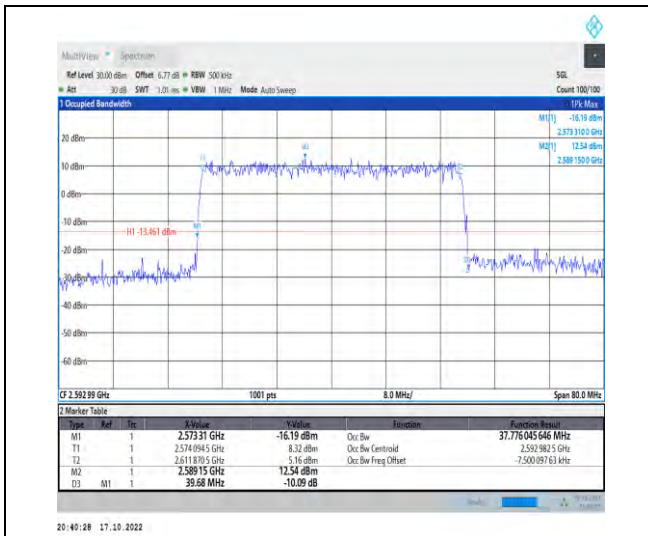 MultiView Spectrum
Ref Level 30.00 dBm Offset 6.77 dB RBW 500 kHz SGL
Att 30 dB SWT 1.01 ms VBW 1 MHz Mode Auto Sweep Count 100/100
1 Occupied Bandwidth 1Pk Max
M1[1] -16.19 dBm
2.573 310 0 GHz
M2[1] 12.54 dBm
2.589 150 0 GHz
20 dBm
M2
10 dBm
0 dBm
-10 dBm
M1
H1 -13.461 dBm
-20 dBm
-30 dBm
-40 dBm
-50 dBm
-60 dBm
CF 2.592 99 GHz 1001 pts 8.0 MHz/ Span 80.0 MHz
2 Marker Table
Type Ref Trc X-Value Y-Value Function Function Result
M1 1 2.573 31 GHz -16.19 dBm Occ Bw 37.776 045 646 MHz
T1 1 2.574 094 5 GHz 8.32 dBm Occ Bw Centroid 2.592 982 5 GHz
T2 1 2.611 870 5 GHz 5.16 dBm Occ Bw Freq Offset -7.500 097 63 kHz
M2 1 2.589 15 GHz 12.54 dBm
D3 M1 1 39.68 MHz -10.09 dB
20:40:28 17.10.2022